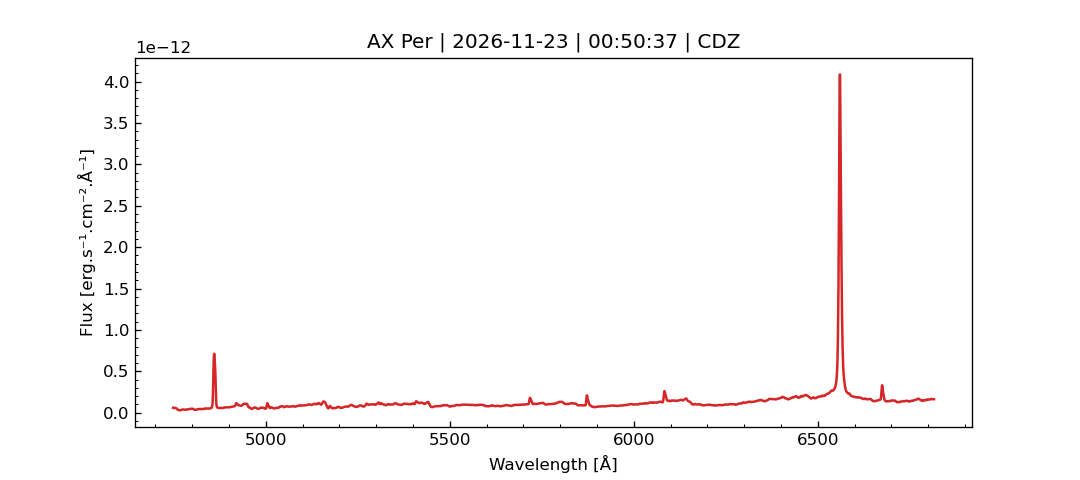 AX Per | 2026-11-23 | 00:50:37 | CDZ
1e−12
4.0
3.5
3.0
2.5
2.0
1.5
1.0
0.5
0.0
Flux [erg.s⁻¹.cm⁻².Å⁻¹]
5000 5500 6000 6500
Wavelength [Å]